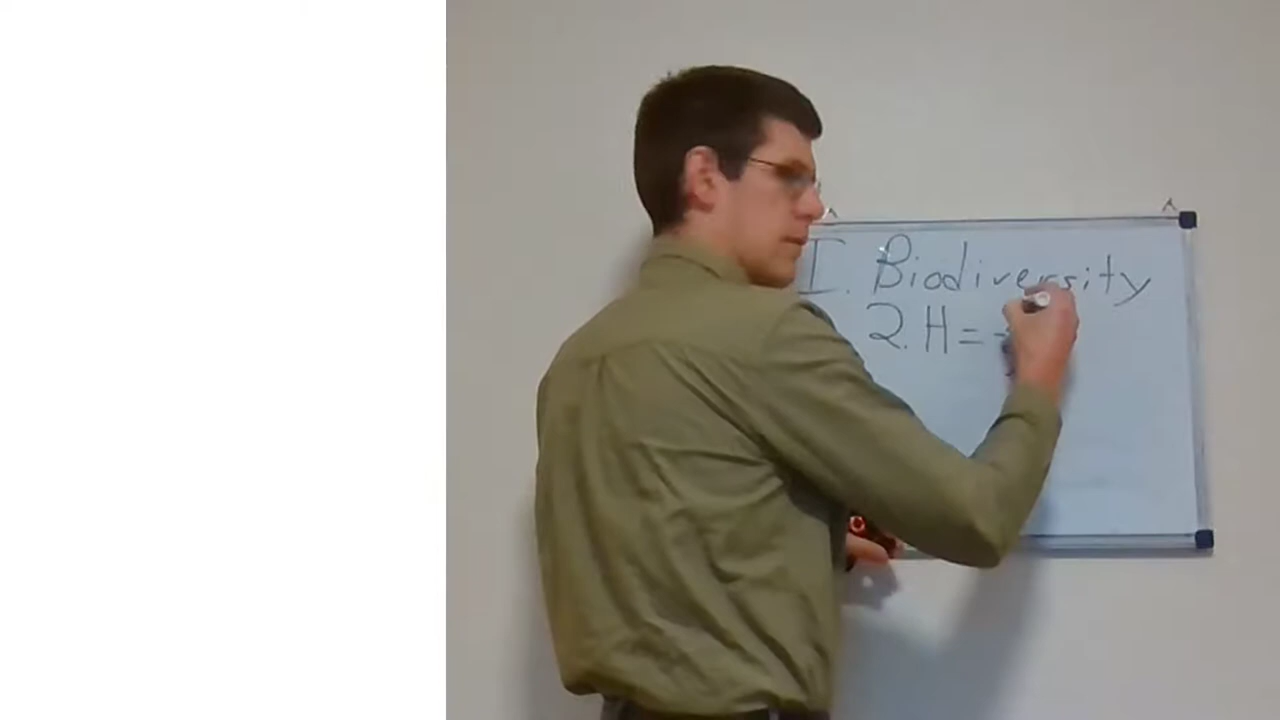 I. Biodiversity
2. H = -